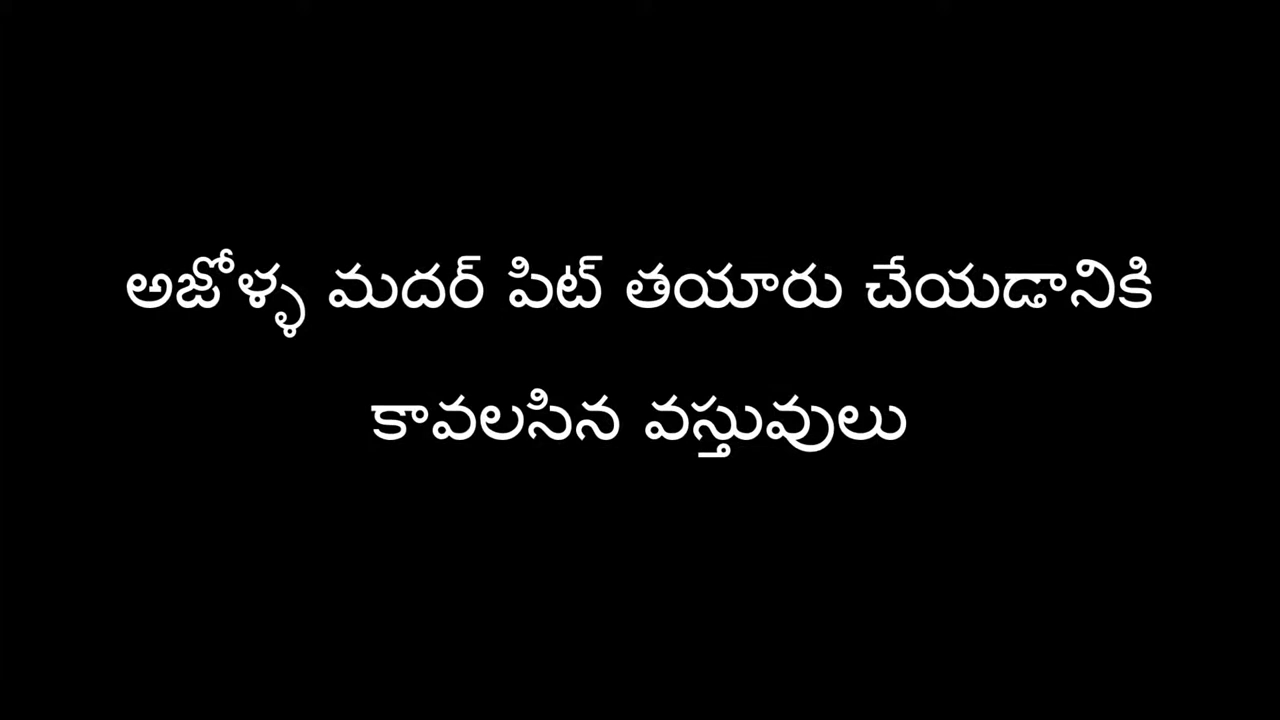 అజోళ్ళ మదర్ పిట్ తయారు చేయడానికి
కావలసిన వస్తువులు